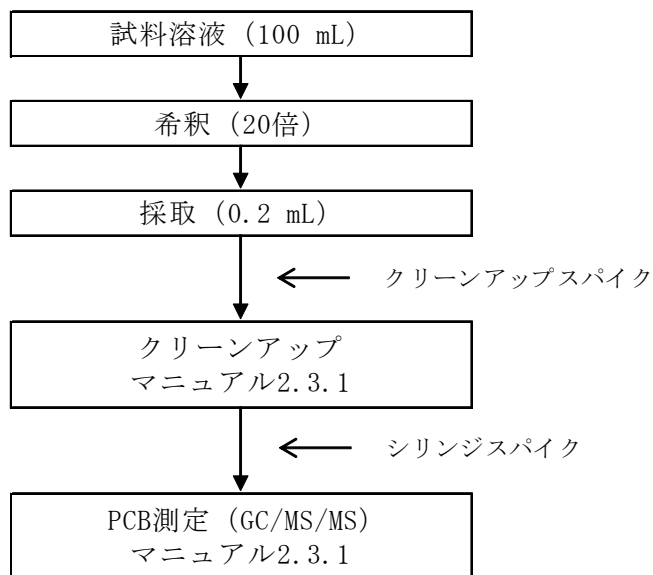 試料溶液 (100 mL)
希釈 (20倍)
採取 (0.2 mL)
クリーンアップスパイク
クリーンアップ
マニュアル2.3.1
シリンジスパイク
PCB測定 (GC/MS/MS)
マニュアル2.3.1